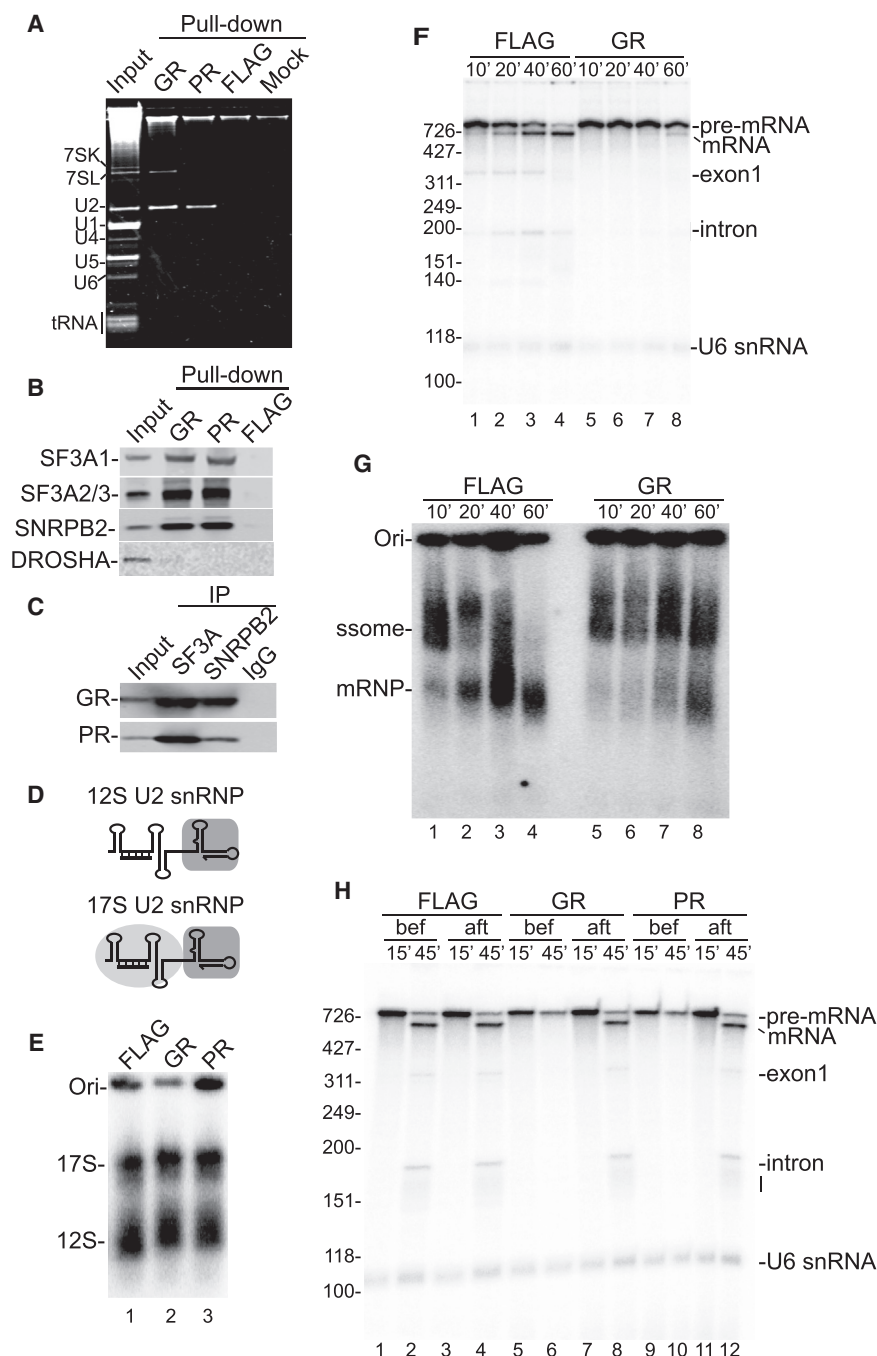 A
Pull-down
Input GR PR FLAG Mock
7SK
7SL
U2-
U1
U4
U5
U6
tRNA
B
Pull-down
Input GR PR FLAG
SF3A1-
SF3A2/3-
SNRPB2-
DROSHA-
C
IP
Input SF3A SNRPB2 IgG
GR-
PR-
D
12S U2 snRNP
17S U2 snRNP
E
FLAG GR PR
Ori-
17S-
12S-
1 2 3
F
FLAG GR
10' 20' 40' 60' 10' 20' 40' 60'
726-
427-
311-
249-
200-
151-
140-
118-
100-
-pre-mRNA
mRNA
-exon1
-intron
-U6 snRNA
1 2 3 4 5 6 7 8
G
FLAG GR
10' 20' 40' 60' 10' 20' 40' 60'
Ori-
ssome-
mRNP-
1 2 3 4 5 6 7 8
H
FLAG GR PR
bef aft bef aft bef aft
15' 45' 15' 45' 15' 45' 15' 45' 15' 45' 15' 45'
726-
427-
311-
249-
200-
151-
118-
100-
-pre-mRNA
mRNA
-exon1
-intron
-U6 snRNA
1 2 3 4 5 6 7 8 9 10 11 12